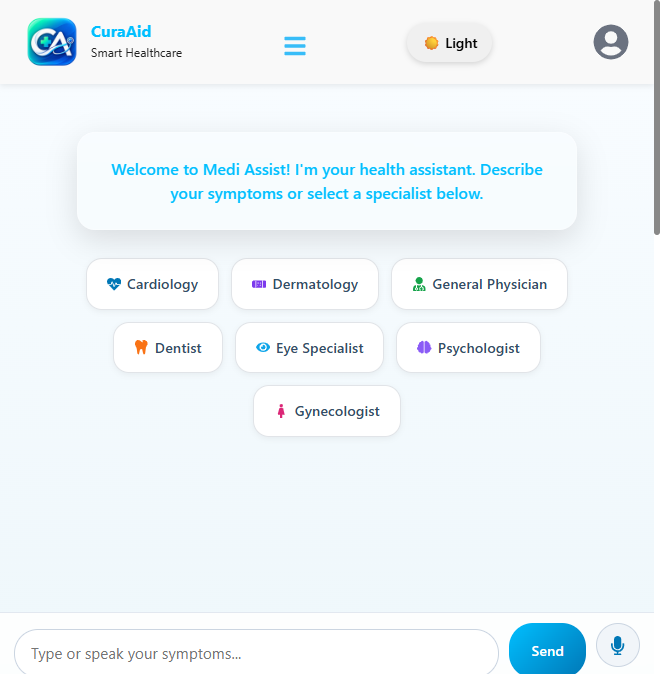 CA
CuraAid
Smart Healthcare
Light
Welcome to Medi Assist! I'm your health assistant. Describe
your symptoms or select a specialist below.
Cardiology
Dermatology
General Physician
Dentist
Eye Specialist
Psychologist
Gynecologist
Type or speak your symptoms...
Send